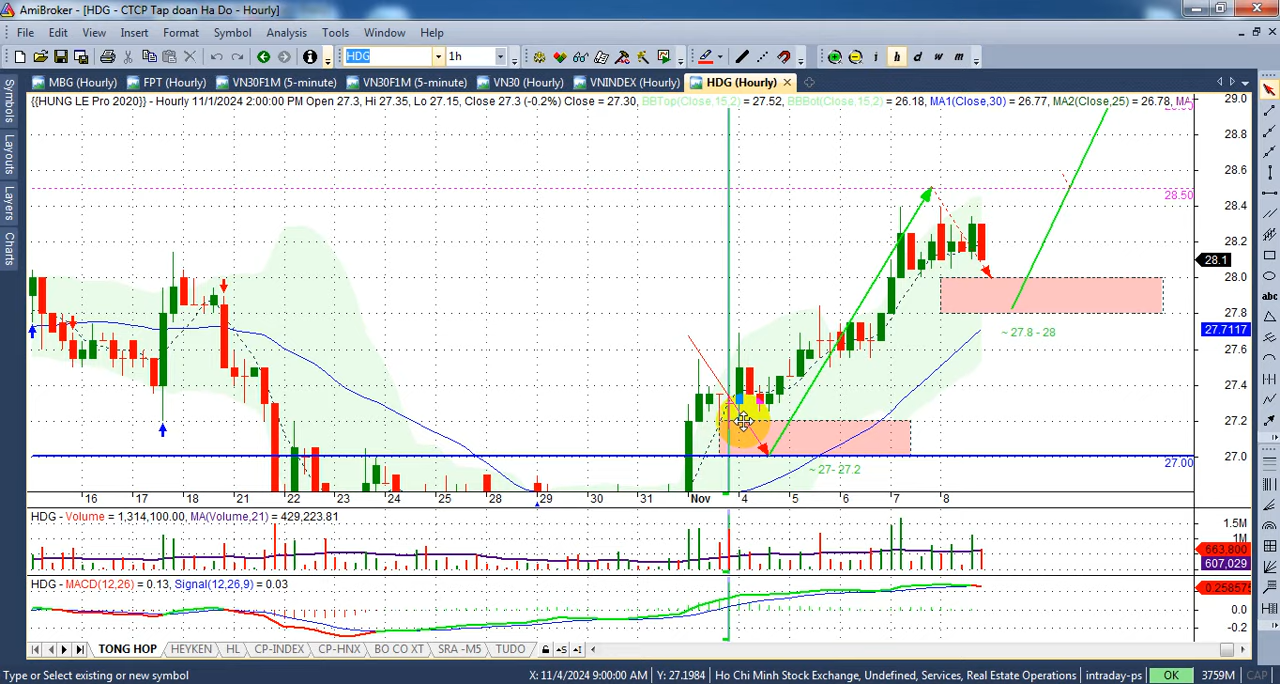 AmiBroker - [HDG - CTCP Tap doan Ha Do - Hourly]
File Edit View Insert Format Symbol Analysis Tools Window Help
HDG 1h i h d w m
MBG (Hourly) FPT (Hourly) VN30F1M (5-minute) VN30F1M (5-minute) VN30 (Hourly) VNINDEX (Hourly) HDG (Hourly)
Symbols
Layouts
Layers
Charts
{{HUNG LE Pro 2020}} - Hourly 11/1/2024 2:00:00 PM Open 27.3, Hi 27.35, Lo 27.15, Close 27.3 (-0.2%) Close = 27.30, BBTop(Close,15,2) = 27.52, BBBot(Close,15,2) = 26.18, MA1(Close,30) = 26.77, MA2(Close,25) = 26.78, MA
29.0
28.8
28.6
28.50
28.4
28.2
28.1
28.0
27.8
27.7117
~ 27.8 - 28
27.6
27.4
27.2
27.0
27.00
~ 27- 27.2
16 17 18 21 22 23 24 25 28 29 30 31 Nov 4 5 6 7 8
HDG - Volume = 1,314,100.00, MA(Volume,21) = 429,223.81
1.5M
1M
663,800
607,029
HDG - MACD(12,26) = 0.13, Signal(12,26,9) = 0.03
0.258575
0.0
-0.2
TONG HOP HEYKEN HL CP-INDEX CP-HNX BO CO XT SRA -M5 TUDO
abc
Type or Select existing or new symbol
X: 11/4/2024 9:00:00 AM Y: 27.1984 Ho Chi Minh Stock Exchange, Undefined, Services, Real Estate Operations intraday-ps OK 3759M CAP